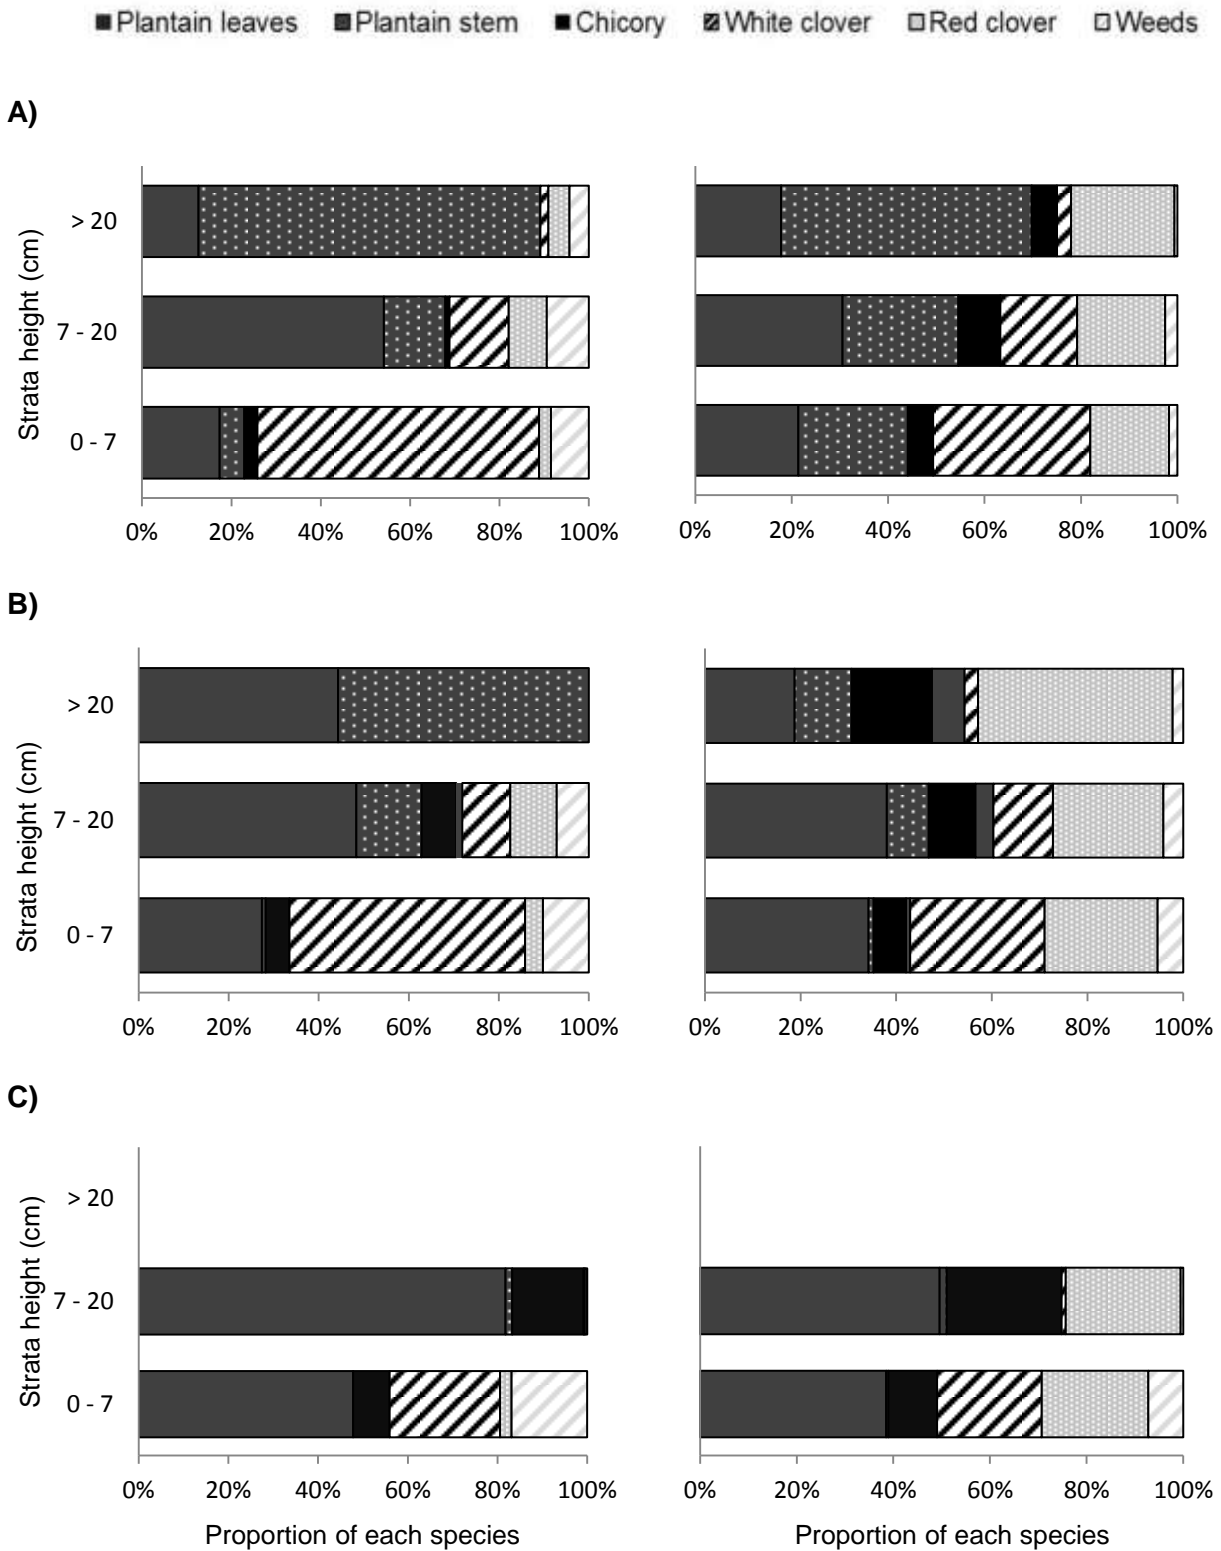 Plantain leaves Plantain stem Chicory White clover Red clover Weeds
A)
Strata height (cm)
> 20
7 - 20
0 - 7
0% 20% 40% 60% 80% 100%
0% 20% 40% 60% 80% 100%
B)
Strata height (cm)
> 20
7 - 20
0 - 7
0% 20% 40% 60% 80% 100%
0% 20% 40% 60% 80% 100%
C)
Strata height (cm)
> 20
7 - 20
0 - 7
0% 20% 40% 60% 80% 100%
0% 20% 40% 60% 80% 100%
Proportion of each species
Proportion of each species